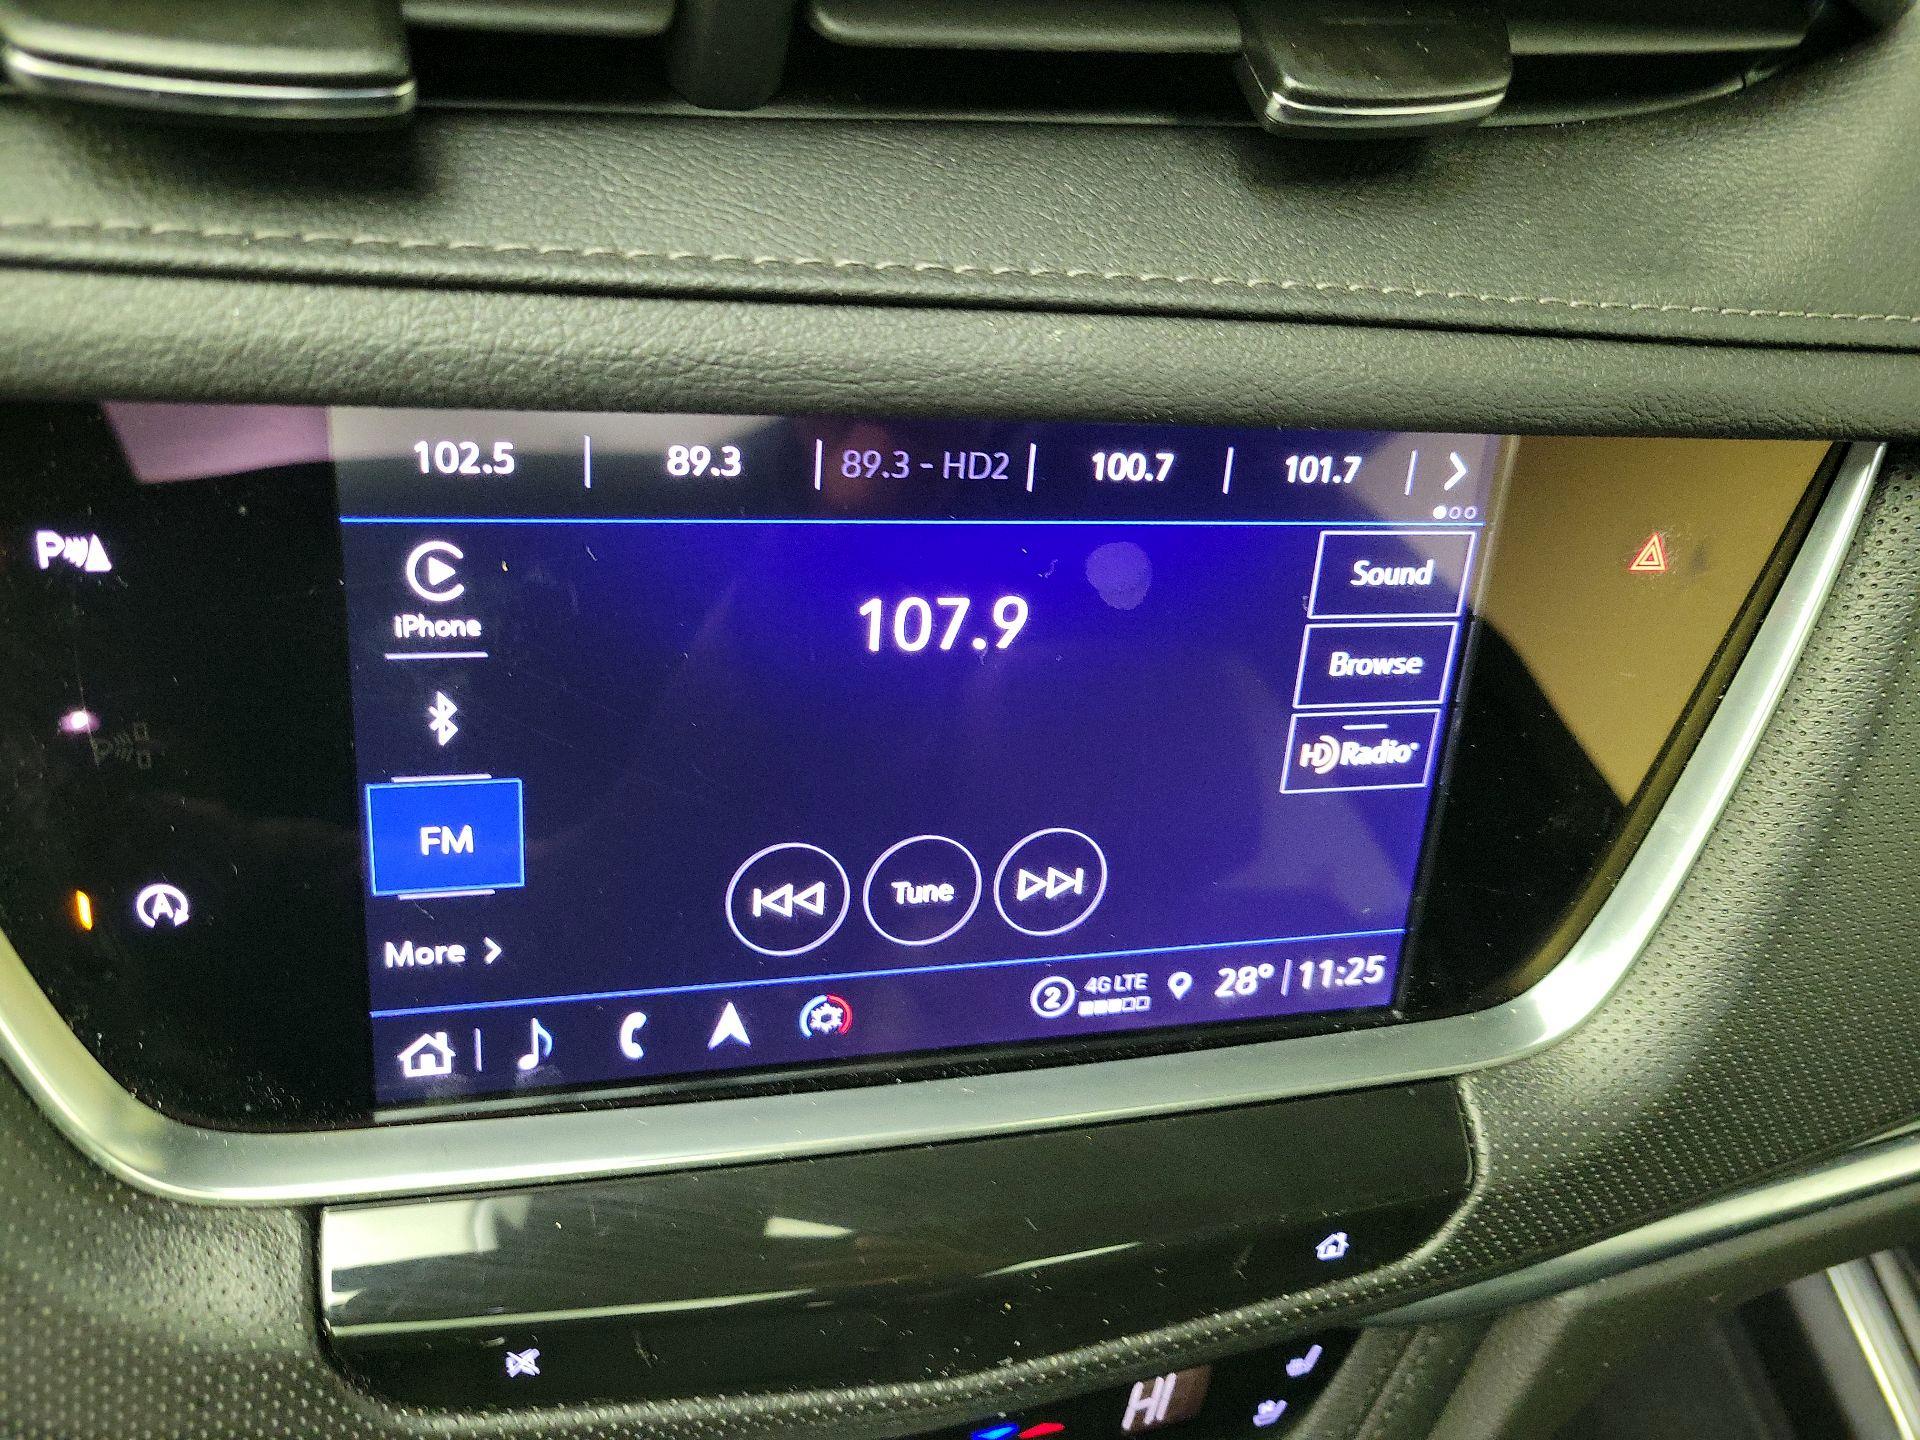 102.5 | 89.3 | 89.3 - HD2 | 100.7 | 101.7 | >
iPhone
107.9
Sound
Browse
HD Radio
FM
Tune
More >
2 4G LTE 28° | 11:25
P
A
HI